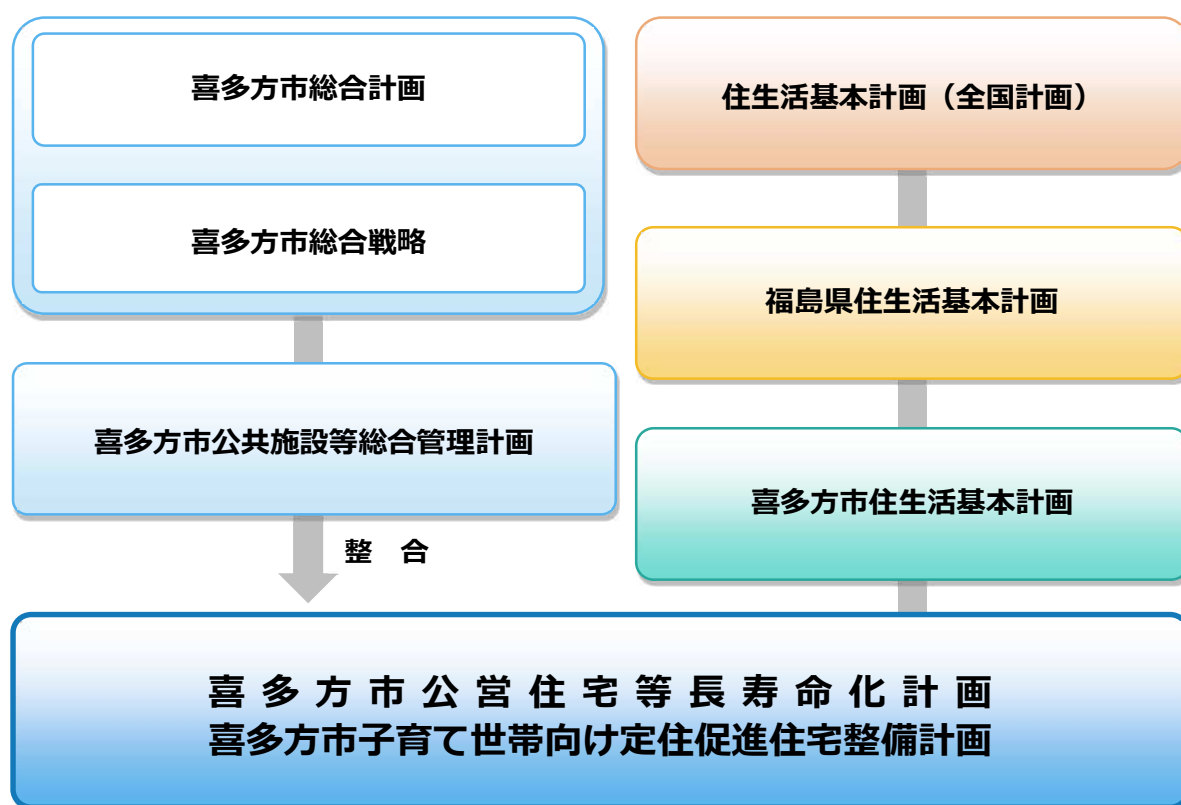 喜多方市総合計画
喜多方市総合戦略
喜多方市公共施設等総合管理計画
整　合
住生活基本計画（全国計画）
福島県住生活基本計画
喜多方市住生活基本計画
喜多方市公営住宅等長寿命化計画
喜多方市子育て世帯向け定住促進住宅整備計画